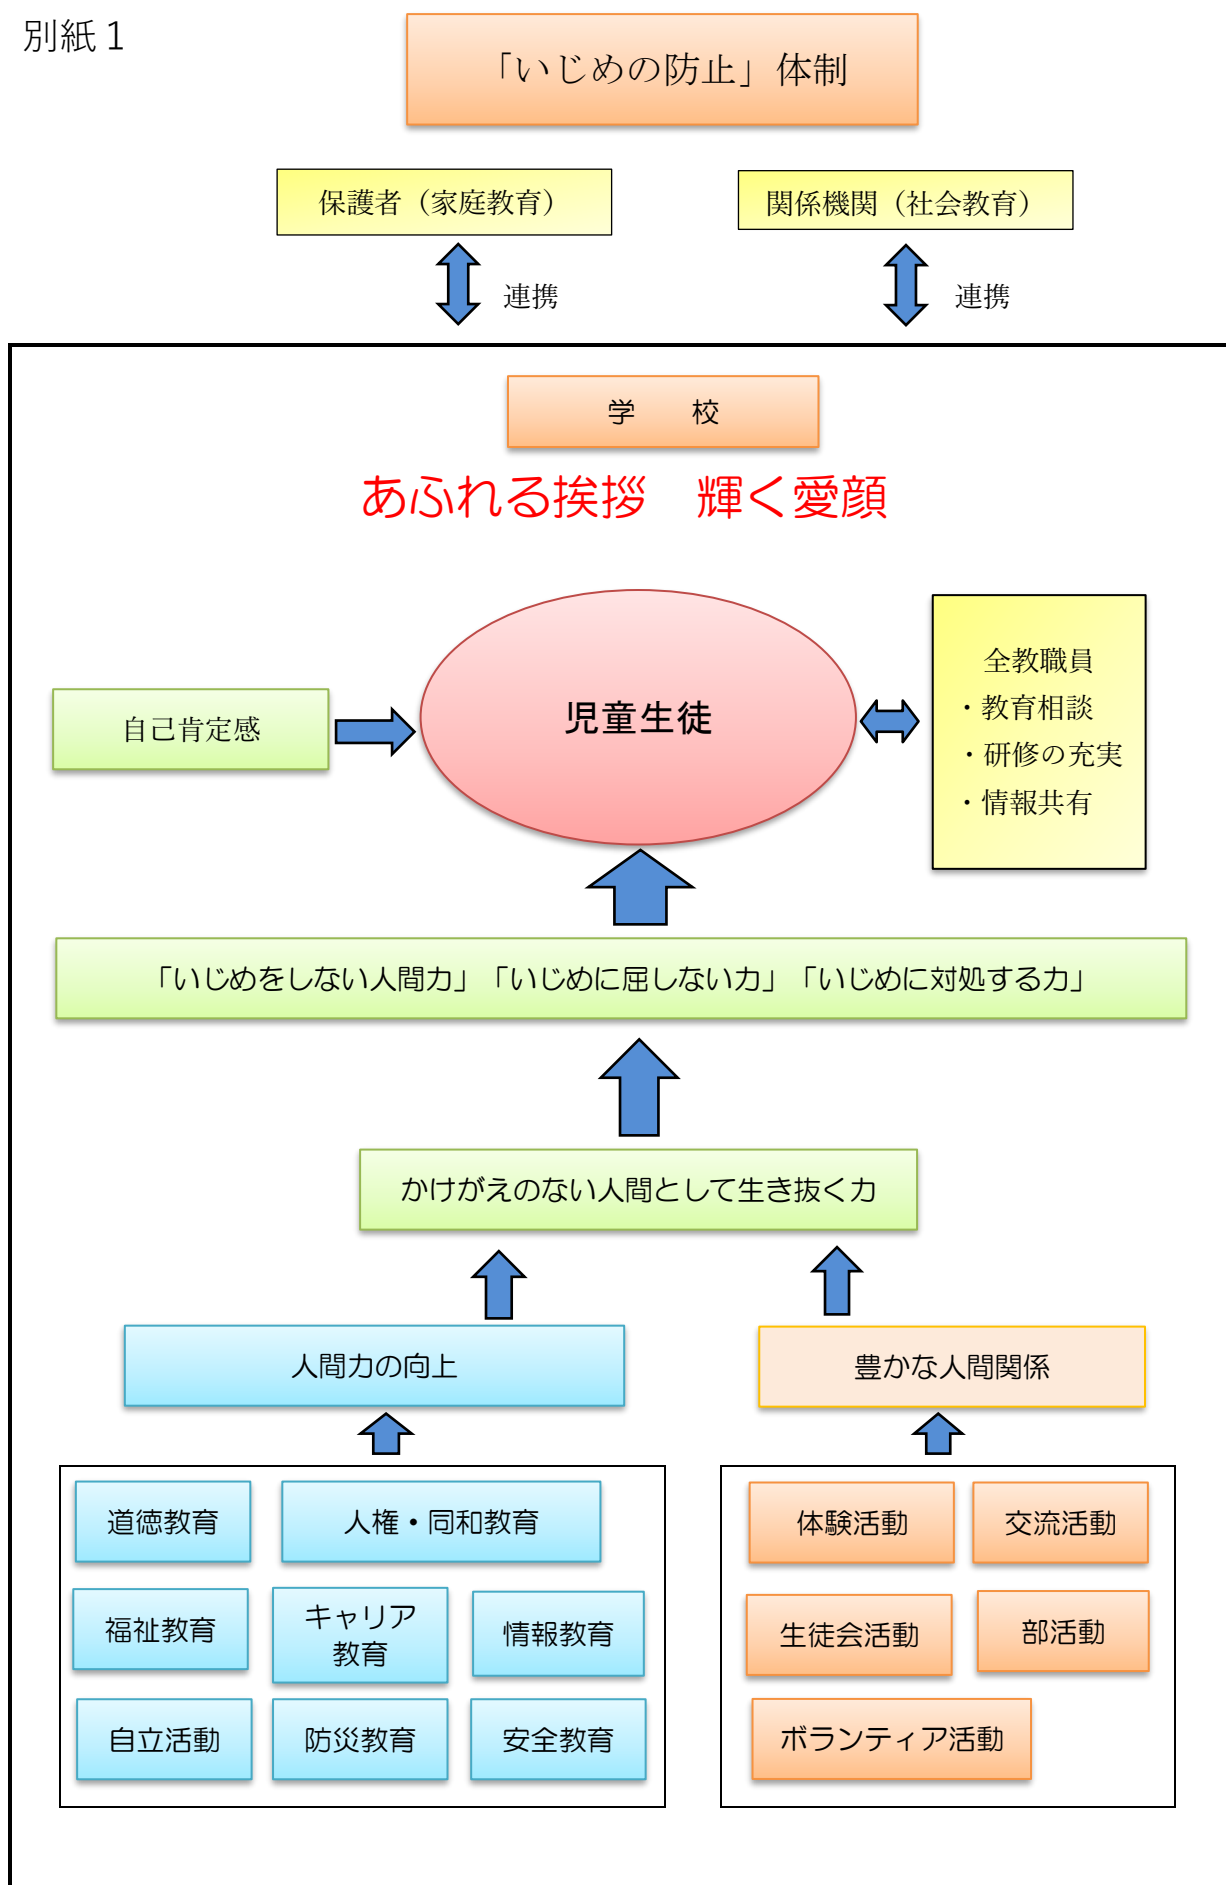 別紙1
「いじめの防止」体制
保護者（家庭教育）
関係機関（社会教育）
連携
連携
学　　校
あふれる挨拶　輝く愛顔
自己肯定感
児童生徒
全教職員
・教育相談
・研修の充実
・情報共有
「いじめをしない人間力」「いじめに屈しない力」「いじめに対処する力」
かけがえのない人間として生き抜く力
人間力の向上
豊かな人間関係
道徳教育
人権・同和教育
福祉教育
キャリア
教育
情報教育
自立活動
防災教育
安全教育
体験活動
交流活動
生徒会活動
部活動
ボランティア活動